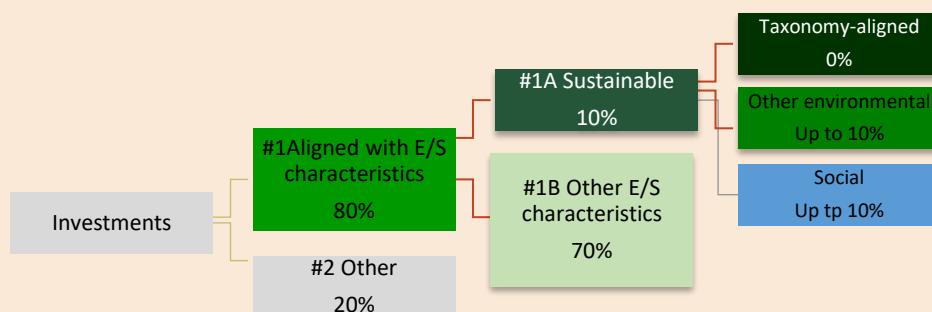 Investments
#1Aligned with E/S
characteristics
80%
#2 Other
20%
#1A Sustainable
10%
#1B Other E/S
characteristics
70%
Taxonomy-aligned
0%
Other environmental
Up to 10%
Social
Up tp 10%